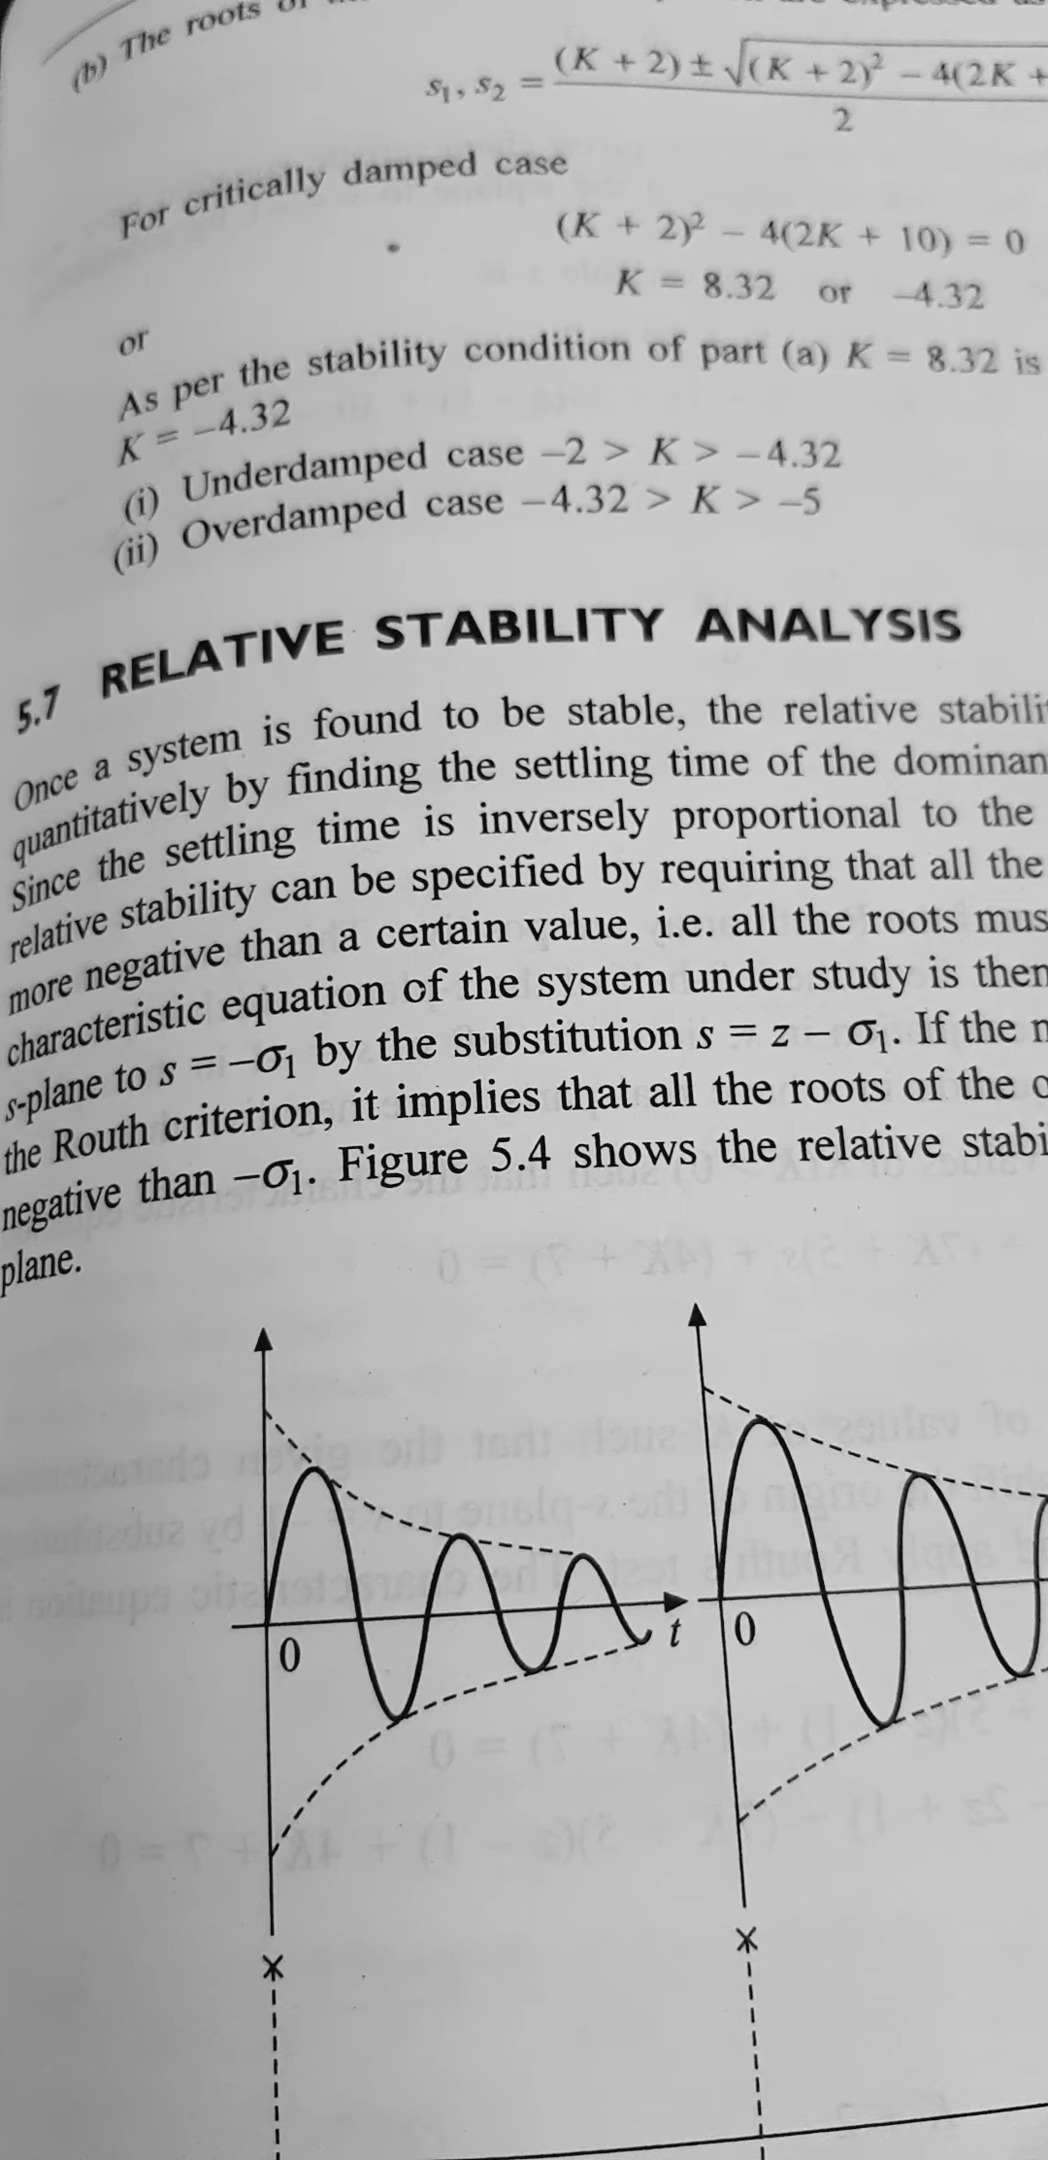 (b) The roots
s₁, s₂ = (K + 2) ± √(K + 2)² − 4(2K + / 2
For critically damped case
(K + 2)² − 4(2K + 10) = 0
or K = 8.32 or −4.32
As per the stability condition of part (a) K = 8.32 is
K = −4.32
(i) Underdamped case −2 > K > −4.32
(ii) Overdamped case −4.32 > K > −5
5.7 RELATIVE STABILITY ANALYSIS
Once a system is found to be stable, the relative
quantitatively by finding the settling time of the
Since the settling time is inversely proportional to the
relative stability can be specified by requiring that all the
more negative than a certain value, i.e. all the roots
characteristic equation of the system under study is
s-plane to s = −σ₁ by the substitution s = z − σ₁. If the
the Routh criterion, it implies that all the roots of the
negative than −σ₁. Figure 5.4 shows the relative
plane.
0 t 0